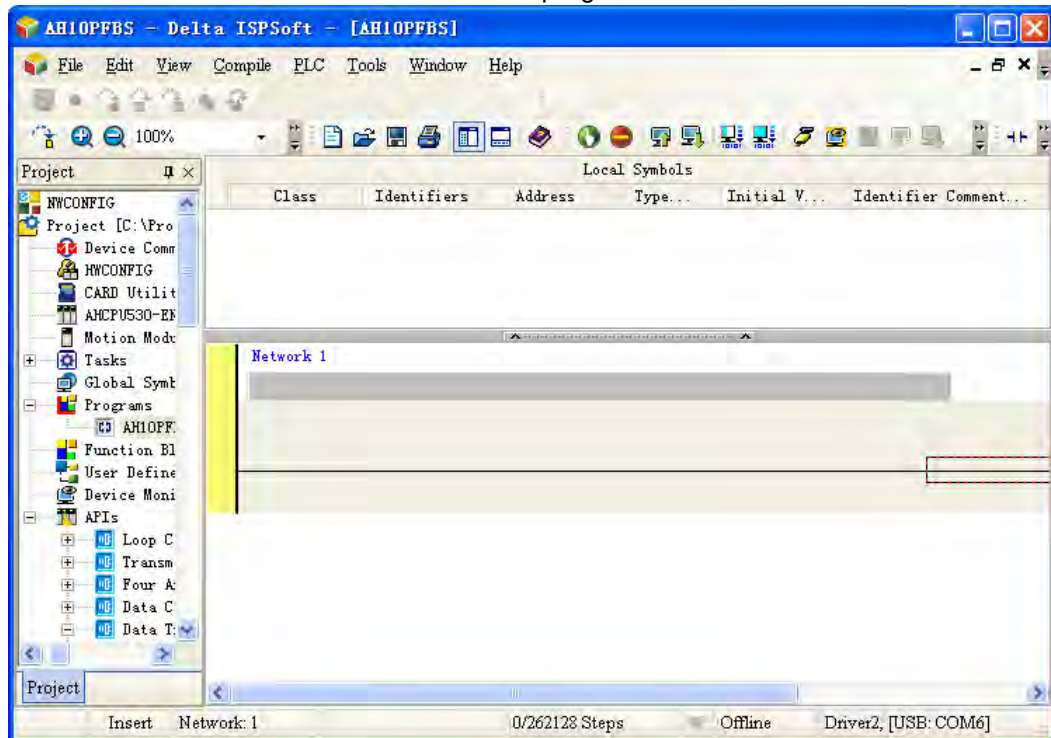 AH10PFBS - Delta ISPSoft - [AH10PFBS]
File Edit View Compile PLC Tools Window Help
100%
Project
Local Symbols
Class Identifiers Address Type... Initial V... Identifier Comment...
NWCONFIG
Project [C:\Pro
Device Comm
HWCONFIG
CARD Utilit
AHCPU530-EN
Motion Modu
Tasks
Global Symb
Programs
AH10PF
Function Bl
User Define
Device Moni
APIs
Loop C
Transm
Four A
Data C
Data T
Network 1
Project
Insert Network: 1 0/262128 Steps Offline Driver2, [USB: COM6]